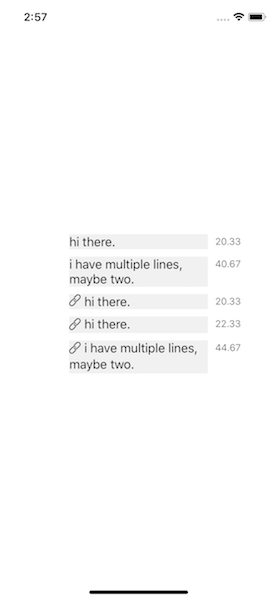 2:57
hi there. 20.33
i have multiple lines, 40.67
maybe two.
hi there. 20.33
hi there. 22.33
i have multiple lines, 44.67
maybe two.